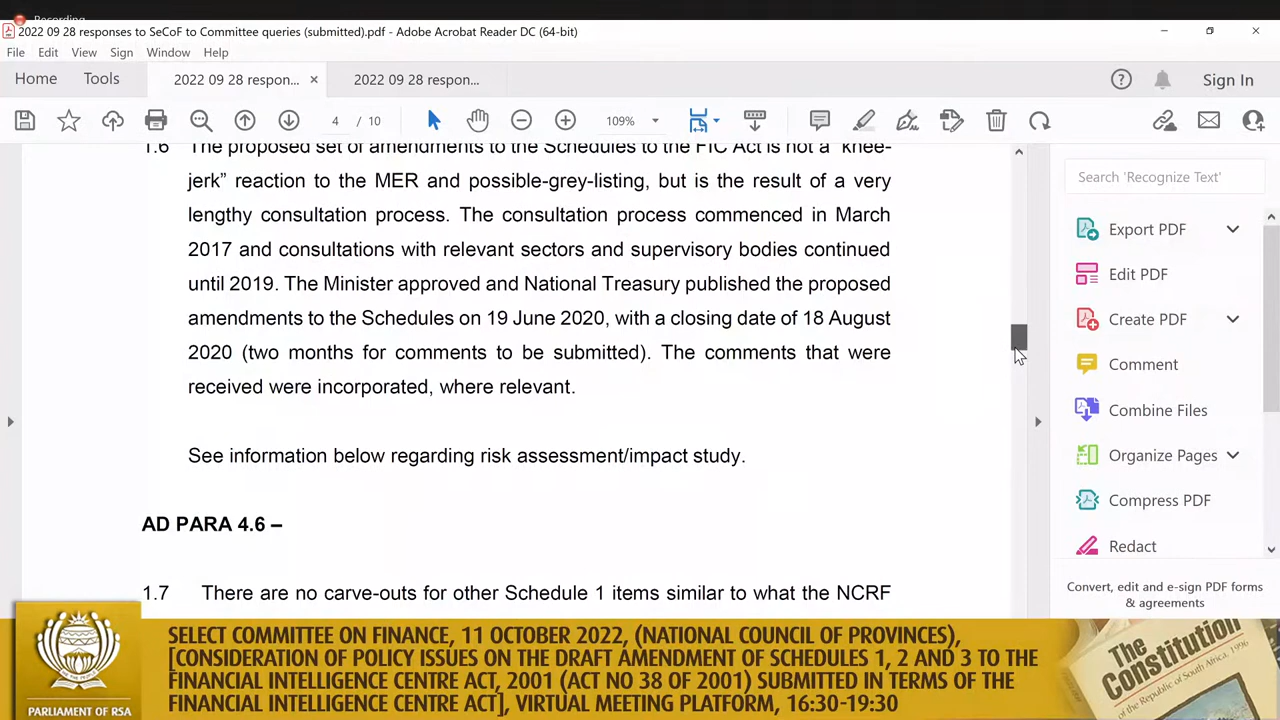 Recording
2022 09 28 responses to SeCoF to Committee queries (submitted).pdf - Adobe Acrobat Reader DC (64-bit)
File Edit View Sign Window Help
Home Tools 2022 09 28 respon... × 2022 09 28 respon... Sign In
4 / 10 109%
1.6 The proposed set of amendments to the Schedules to the FIC Act is not a “knee-
jerk” reaction to the MER and possible-grey-listing, but is the result of a very
lengthy consultation process. The consultation process commenced in March
2017 and consultations with relevant sectors and supervisory bodies continued
until 2019. The Minister approved and National Treasury published the proposed
amendments to the Schedules on 19 June 2020, with a closing date of 18 August
2020 (two months for comments to be submitted). The comments that were
received were incorporated, where relevant.
See information below regarding risk assessment/impact study.
AD PARA 4.6 –
1.7 There are no carve-outs for other Schedule 1 items similar to what the NCRF
Search 'Recognize Text'
Export PDF
Edit PDF
Create PDF
Comment
Combine Files
Organize Pages
Compress PDF
Redact
Convert, edit and e-sign PDF forms
& agreements
PARLIAMENT OF RSA
SELECT COMMITTEE ON FINANCE, 11 OCTOBER 2022, (NATIONAL COUNCIL OF PROVINCES),
[CONSIDERATION OF POLICY ISSUES ON THE DRAFT AMENDMENT OF SCHEDULES 1, 2 AND 3 TO THE
FINANCIAL INTELLIGENCE CENTRE ACT, 2001 (ACT NO 38 OF 2001) SUBMITTED IN TERMS OF THE
FINANCIAL INTELLIGENCE CENTRE ACT], VIRTUAL MEETING PLATFORM, 16:30-19:30
The
Constitution
of the Republic of South Africa, 1996